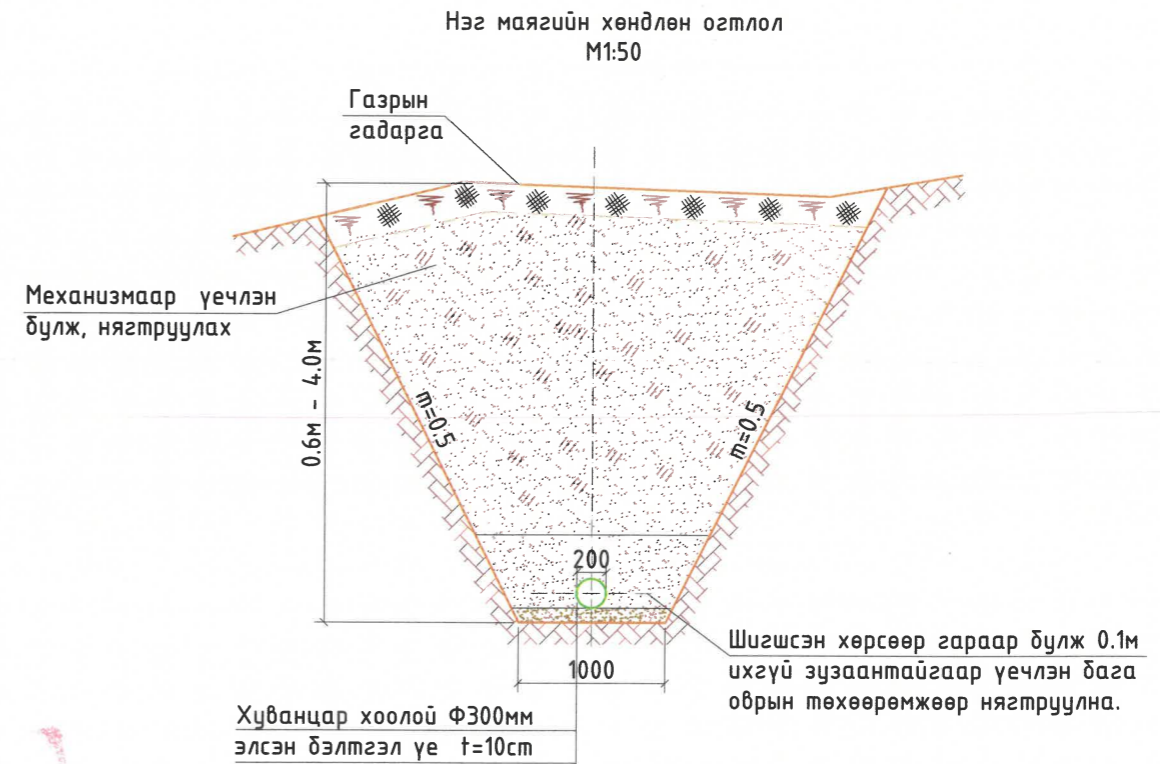 Нэг маягийн хөндлөн огтлол
М1:50
Газрын
гадарга
Механизмаар үечлэн
булж, нягтруулах
0.6м - 4.0м
m=0.5
m=0.5
200
1000
Шигшсэн хөрсөөр гараар булж 0.1м
ихгүй зузаантайгаар үечлэн бага
оврын төхөөрөмжөөр нягтруулна.
Хуванцар хоолой Ф300мм
элсэн бэлтгэл үе t=10cm